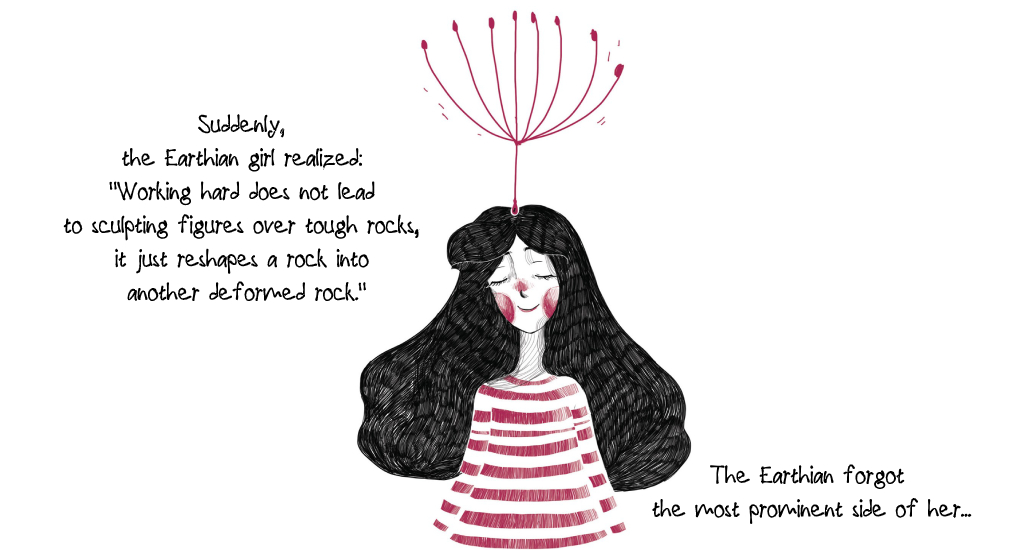 Suddenly,
the Earthian girl realized:
"Working hard does not lead
to sculpting figures over tough rocks,
it just reshapes a rock into
another deformed rock."
The Earthian forgot
the most prominent side of her...